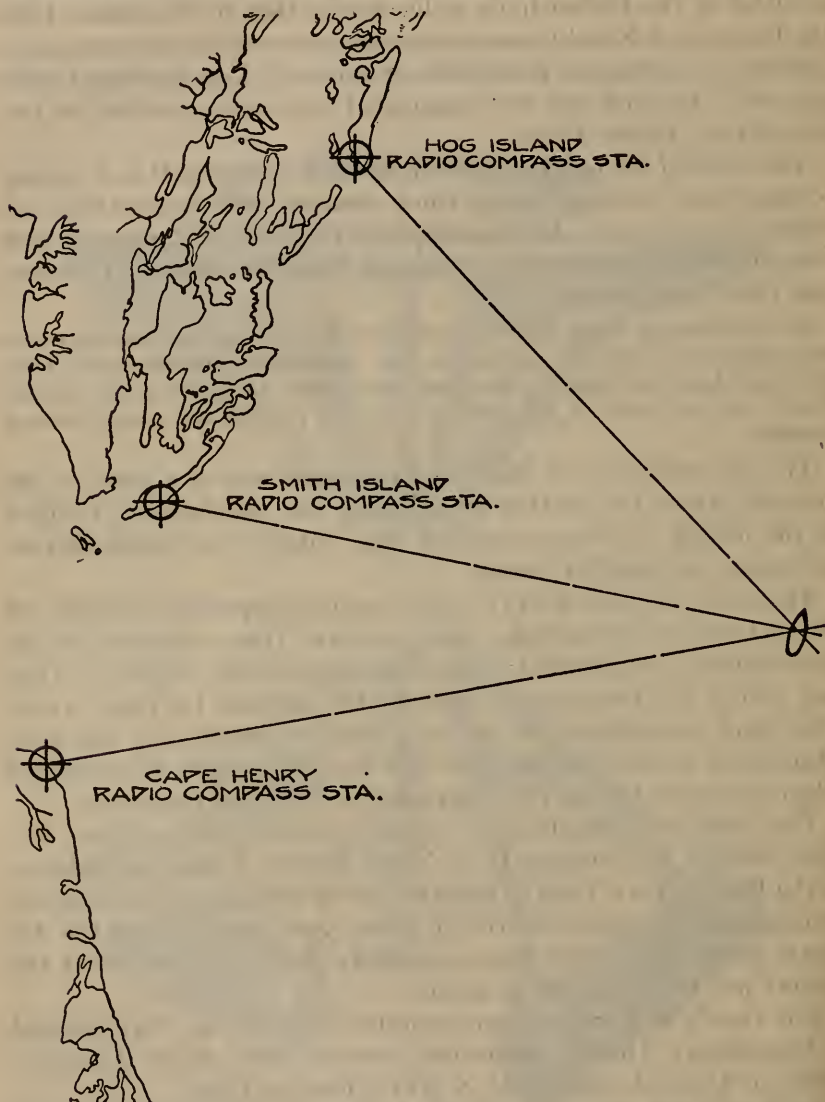 HOG ISLAND
RADIO COMPASS STA.
SMITH ISLAND
RADIO COMPASS STA.
CAPE HENRY
RADIO COMPASS STA.